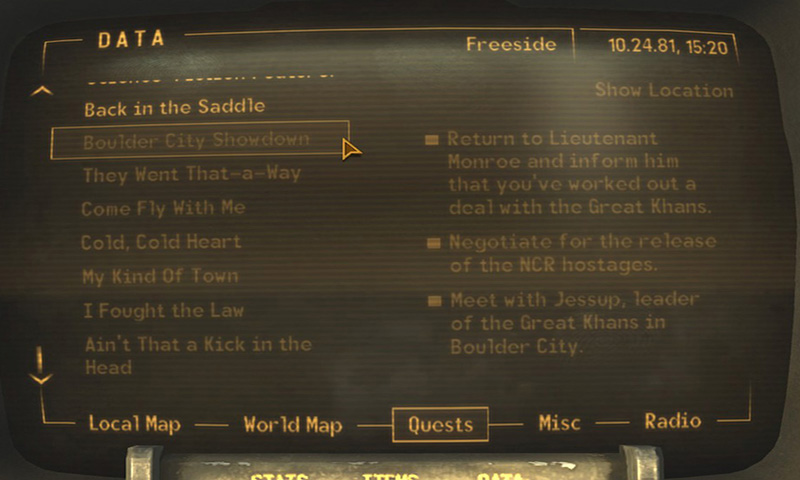 DATA
Freeside
10.24.81, 15:20
Show Location
Back in the Saddle
Boulder City Showdown
They Went That-a-Way
Come Fly With Me
Cold, Cold Heart
My Kind Of Town
I Fought the Law
Ain't That a Kick in the
Head
Return to Lieutenant
Monroe and inform him
that you've worked out a
deal with the Great Khans.
Negotiate for the release
of the NCR hostages.
Meet with Jessup, leader
of the Great Khans in
Boulder City.
Local Map
World Map
Quests
Misc
Radio
STATS
ITEMS
DATA